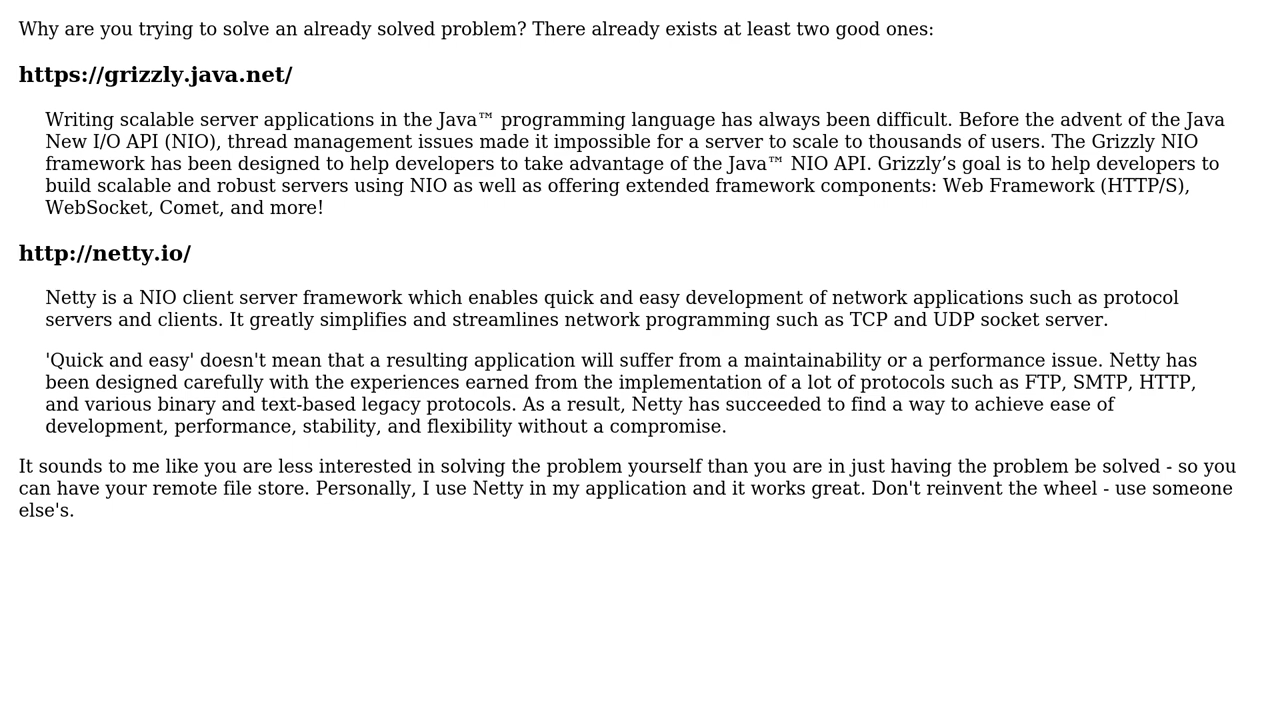 Why are you trying to solve an already solved problem? There already exists at least two good ones:
https://grizzly.java.net/
Writing scalable server applications in the Java™ programming language has always been difficult. Before the advent of the Java
New I/O API (NIO), thread management issues made it impossible for a server to scale to thousands of users. The Grizzly NIO
framework has been designed to help developers to take advantage of the Java™ NIO API. Grizzly’s goal is to help developers to
build scalable and robust servers using NIO as well as offering extended framework components: Web Framework (HTTP/S),
WebSocket, Comet, and more!
http://netty.io/
Netty is a NIO client server framework which enables quick and easy development of network applications such as protocol
servers and clients. It greatly simplifies and streamlines network programming such as TCP and UDP socket server.
'Quick and easy' doesn't mean that a resulting application will suffer from a maintainability or a performance issue. Netty has
been designed carefully with the experiences earned from the implementation of a lot of protocols such as FTP, SMTP, HTTP,
and various binary and text-based legacy protocols. As a result, Netty has succeeded to find a way to achieve ease of
development, performance, stability, and flexibility without a compromise.
It sounds to me like you are less interested in solving the problem yourself than you are in just having the problem be solved - so you
can have your remote file store. Personally, I use Netty in my application and it works great. Don't reinvent the wheel - use someone
else's.